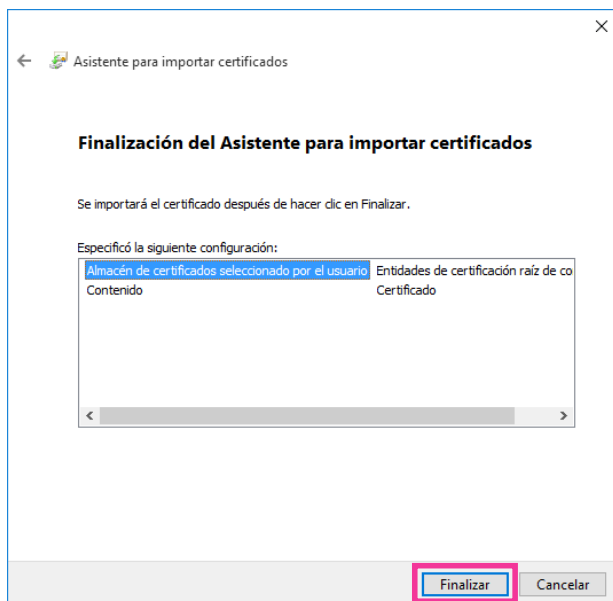 Asistente para importar certificados
Finalización del Asistente para importar certificados
Se importará el certificado después de hacer clic en Finalizar.
Especificó la siguiente configuración:
Almacén de certificados seleccionado por el usuario Entidades de certificación raíz de co
Contenido Certificado
Finalizar Cancelar